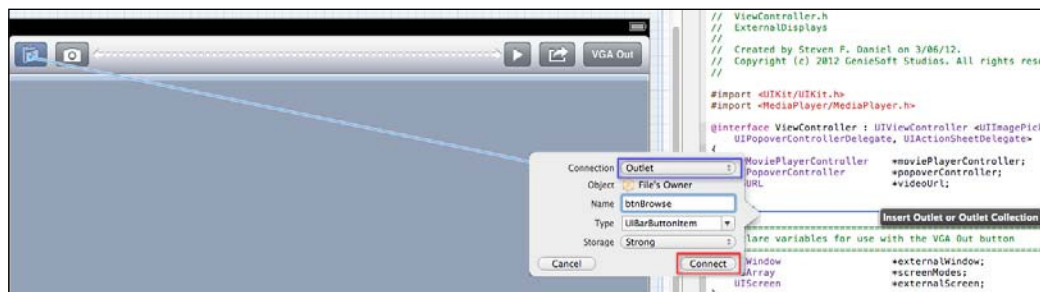 VGA Out
// ViewController.h
// ExternalDisplays
//
// Created by Steven F. Daniel on 3/06/12.
// Copyright (c) 2012 GenieSoft Studios. All rights rese
//
#import <UIKit/UIKit.h>
#import <MediaPlayer/MediaPlayer.h>
@interface ViewController : UIViewController <UIImagePick
UIPopoverControllerDelegate, UIActionSheetDelegate>
{
MoviePlayerController *moviePlayerController;
PopoverController *popoverController;
URL *videoUrl;
Insert Outlet or Outlet Collection
lare variables for use with the VGA Out button
Window *externalWindow;
Array *screenModes;
UIScreen *externalScreen;
Connection Outlet
Object File's Owner
Name btnBrowse
Type UIBarButtonItem
Storage Strong
Cancel Connect